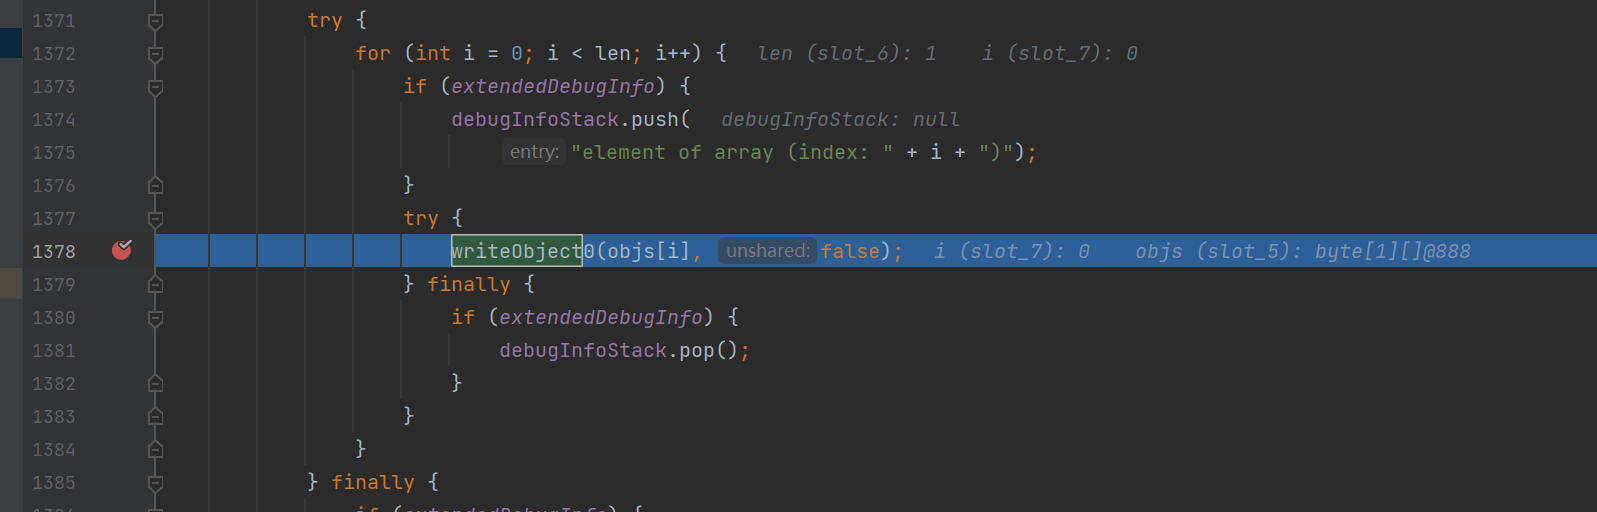 1371 try {
1372 for (int i = 0; i < len; i++) { len (slot_6): 1 i (slot_7): 0
1373 if (extendedDebugInfo) {
1374 debugInfoStack.push( debugInfoStack: null
1375 entry: "element of array (index: " + i + ")");
1376 }
1377 try {
1378 writeObject0(objs[i], unshared: false); i (slot_7): 0 objs (slot_5): byte[1][]@888
1379 } finally {
1380 if (extendedDebugInfo) {
1381 debugInfoStack.pop();
1382 }
1383 }
1384 }
1385 } finally {
if (extendedDebugInfo) {